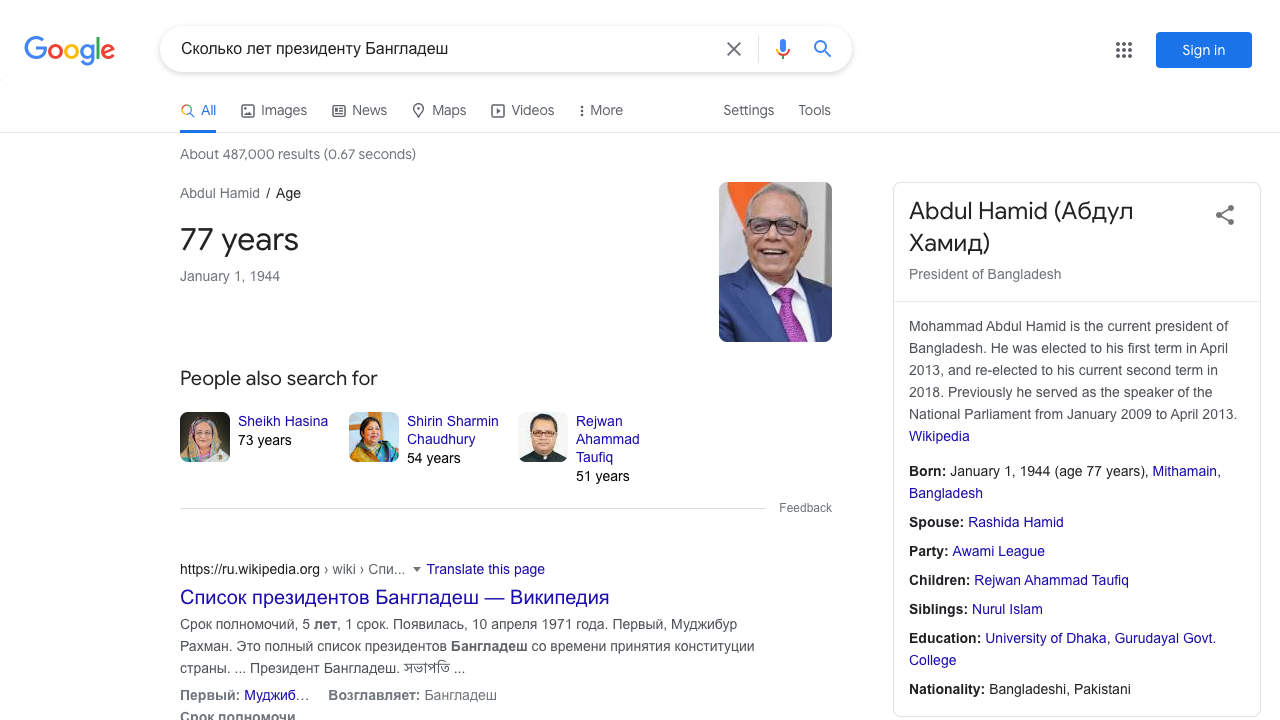 Google
Сколько лет президенту Бангладеш
Sign in
All
Images
News
Maps
Videos
More
Settings
Tools
About 487,000 results (0.67 seconds)
Abdul Hamid / Age
77 years
January 1, 1944
People also search for
Sheikh Hasina
73 years
Shirin Sharmin
Chaudhury
54 years
Rejwan
Ahammad
Taufiq
51 years
Feedback
https://ru.wikipedia.org › wiki › Спи... Translate this page
Список президентов Бангладеш — Википедия
Срок полномочий, 5 лет, 1 срок. Появилась, 10 апреля 1971 года. Первый, Муджибур
Рахман. Это полный список президентов Бангладеш со времени принятия конституции
страны. ... Президент Бангладеш. সভাপতি ...
Первый: Муджиб... Возглавляет: Бангладеш
Срок полномочи...
Abdul Hamid (Абдул
Хамид)
President of Bangladesh
Mohammad Abdul Hamid is the current president of
Bangladesh. He was elected to his first term in April
2013, and re-elected to his current second term in
2018. Previously he served as the speaker of the
National Parliament from January 2009 to April 2013.
Wikipedia
Born: January 1, 1944 (age 77 years), Mithamain,
Bangladesh
Spouse: Rashida Hamid
Party: Awami League
Children: Rejwan Ahammad Taufiq
Siblings: Nurul Islam
Education: University of Dhaka, Gurudayal Govt.
College
Nationality: Bangladeshi, Pakistani